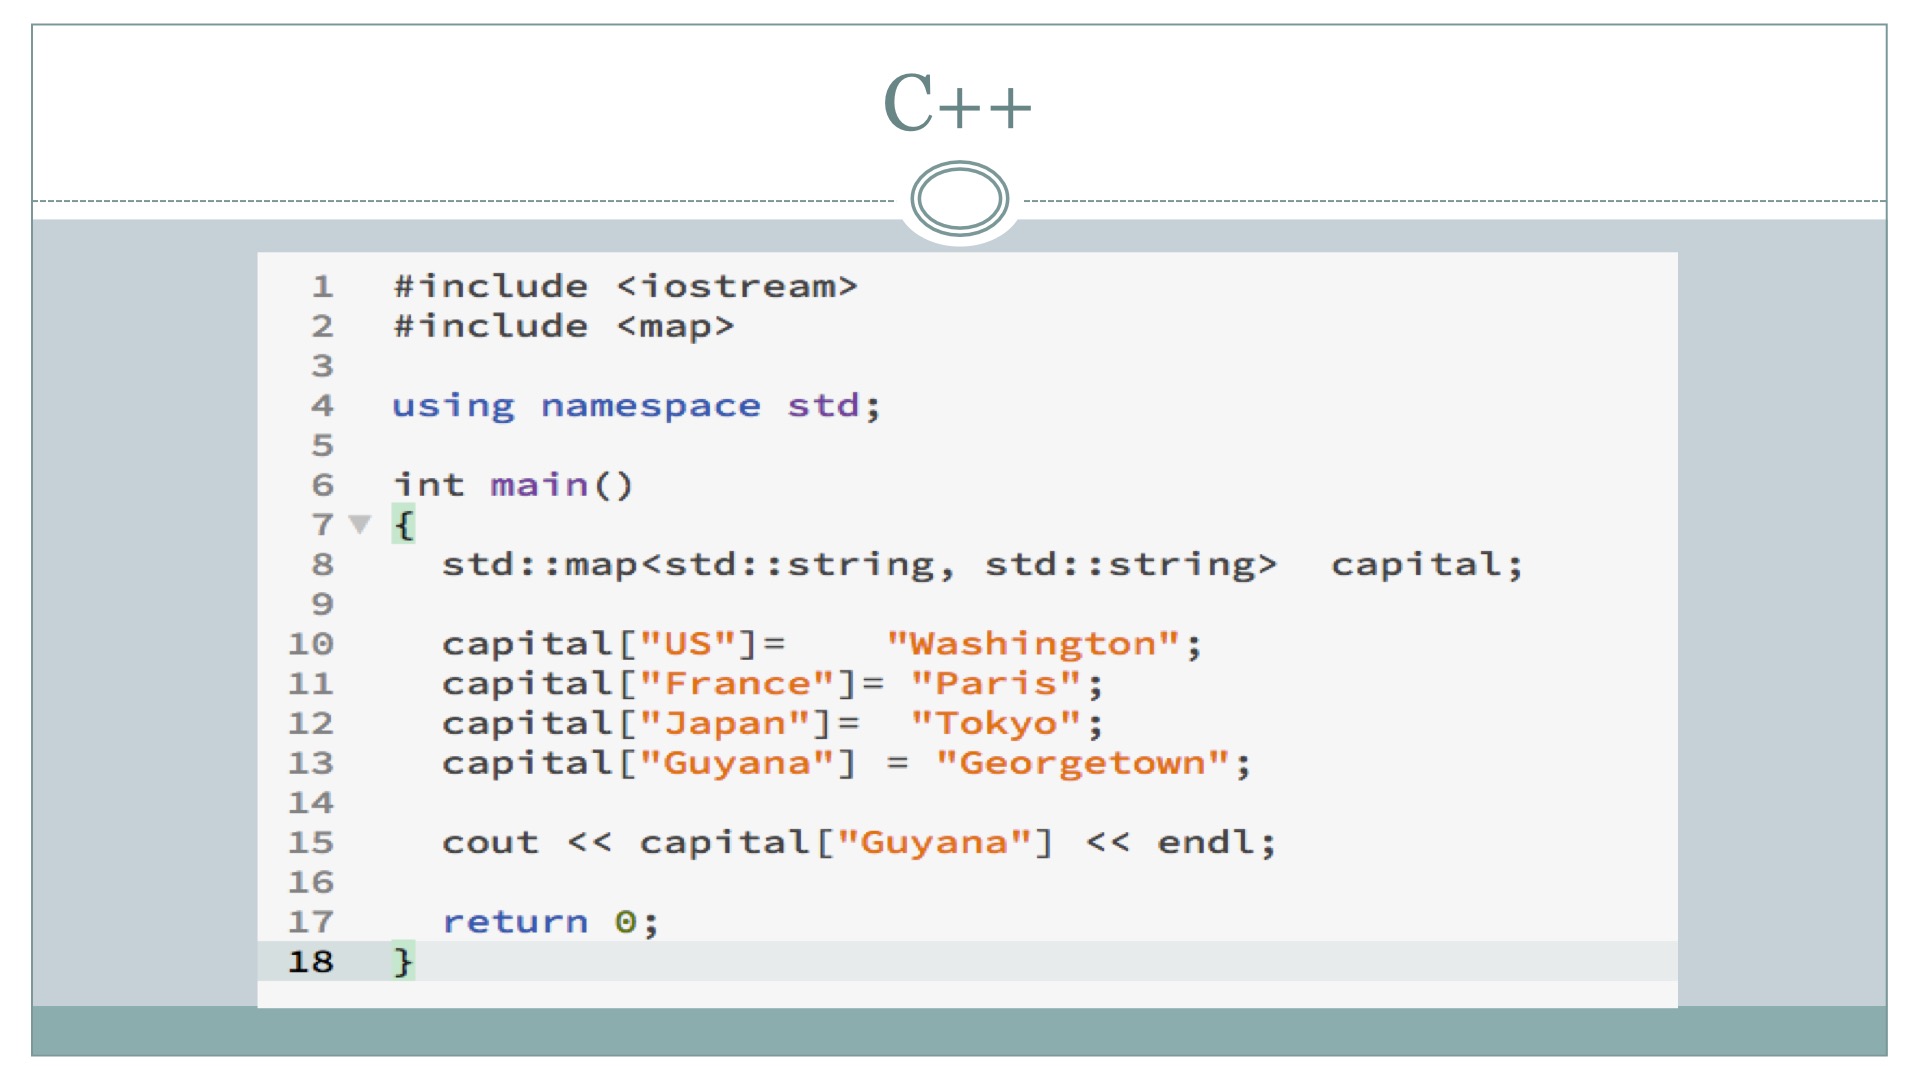 C++
1 #include <iostream>
2 #include <map>
3
4 using namespace std;
5
6 int main()
7 {
8 std::map<std::string, std::string>  capital;
9
10 capital["US"]=    "Washington";
11 capital["France"]= "Paris";
12 capital["Japan"]=  "Tokyo";
13 capital["Guyana"] = "Georgetown";
14
15 cout << capital["Guyana"] << endl;
16
17 return 0;
18 }